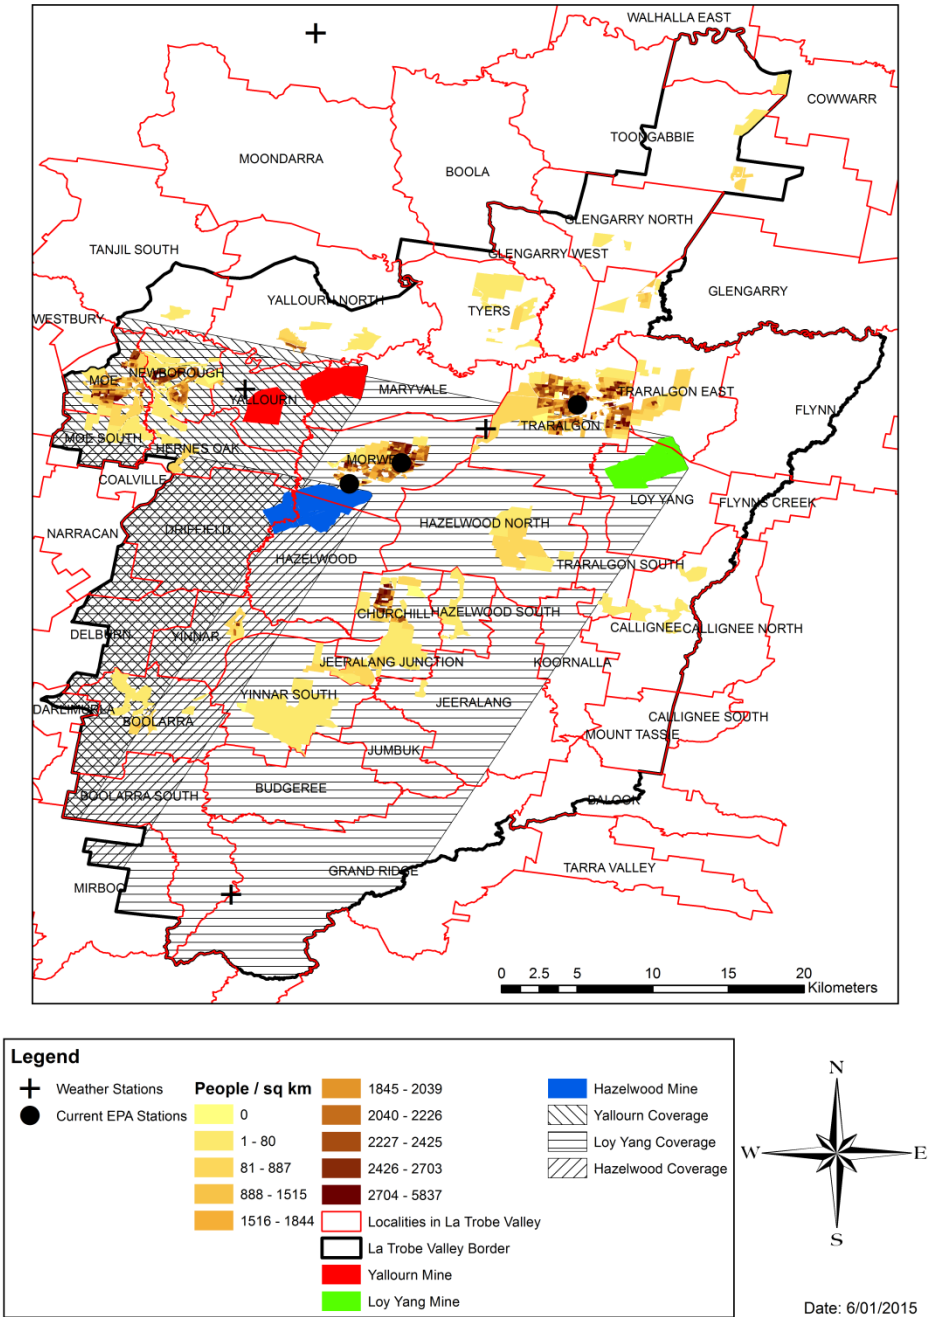 WALHALLA EAST
COWWARR
TOONGABBIE
MOONDARRA
BOOLA
GLENGARRY NORTH
TANJIL SOUTH
GLENGARRY WEST
GLENGARRY
YALLOURN NORTH
TYERS
WESTBURY
NEWBOROUGH
MOE
MARYVALE
TRARALGON EAST
YALLOURN
FLYNN
TRARALGON
MOE SOUTH
HERNES OAK
MORWELL
COALVILLE
LOY YANG
FLYNNS CREEK
HAZELWOOD NORTH
NARRACAN
DRIFFIELD
HAZELWOOD
TRARALGON SOUTH
CHURCHILL
HAZELWOOD SOUTH
CALLIGNEE
CALLIGNEE NORTH
DELBURN
YINNAR
JEERALANG JUNCTION
KOORNALLA
YINNAR SOUTH
JEERALANG
DARLIMURLA
BOOLARRA
CALLIGNEE SOUTH
MOUNT TASSIE
JUMBUK
BUDGEREE
BOOLARRA SOUTH
BALOOK
TARRA VALLEY
GRAND RIDGE
MIRBOO
0 2.5 5 10 15 20
Kilometers
Legend
Weather Stations
Current EPA Stations
People / sq km
0
1 - 80
81 - 887
888 - 1515
1516 - 1844
1845 - 2039
2040 - 2226
2227 - 2425
2426 - 2703
2704 - 5837
Localities in La Trobe Valley
La Trobe Valley Border
Yallourn Mine
Loy Yang Mine
Hazelwood Mine
Yallourn Coverage
Loy Yang Coverage
Hazelwood Coverage
N
W
E
S
Date: 6/01/2015